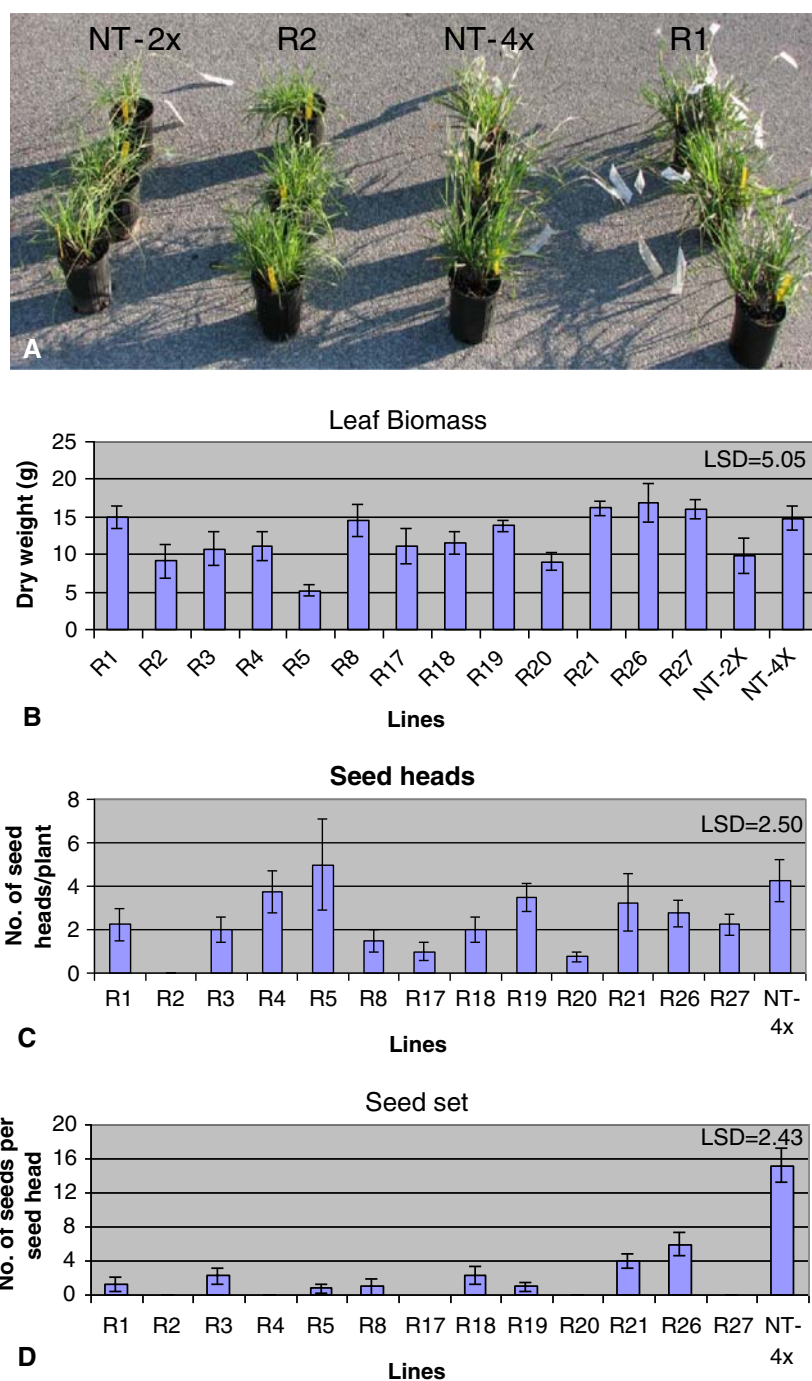 NT-2x R2 NT-4x R1
A
Leaf Biomass
LSD=5.05
Dry weight (g)
25
20
15
10
5
0
R1 R2 R3 R4 R5 R8 R17 R18 R19 R20 R21 R26 R27 NT-2X NT-4X
B
Lines
Seed heads
LSD=2.50
No. of seed
heads/plant
8
6
4
2
0
R1 R2 R3 R4 R5 R8 R17 R18 R19 R20 R21 R26 R27 NT-
4x
C
Lines
Seed set
LSD=2.43
No. of seeds per
seed head
20
16
12
8
4
0
R1 R2 R3 R4 R5 R8 R17 R18 R19 R20 R21 R26 R27 NT-
4x
D
Lines